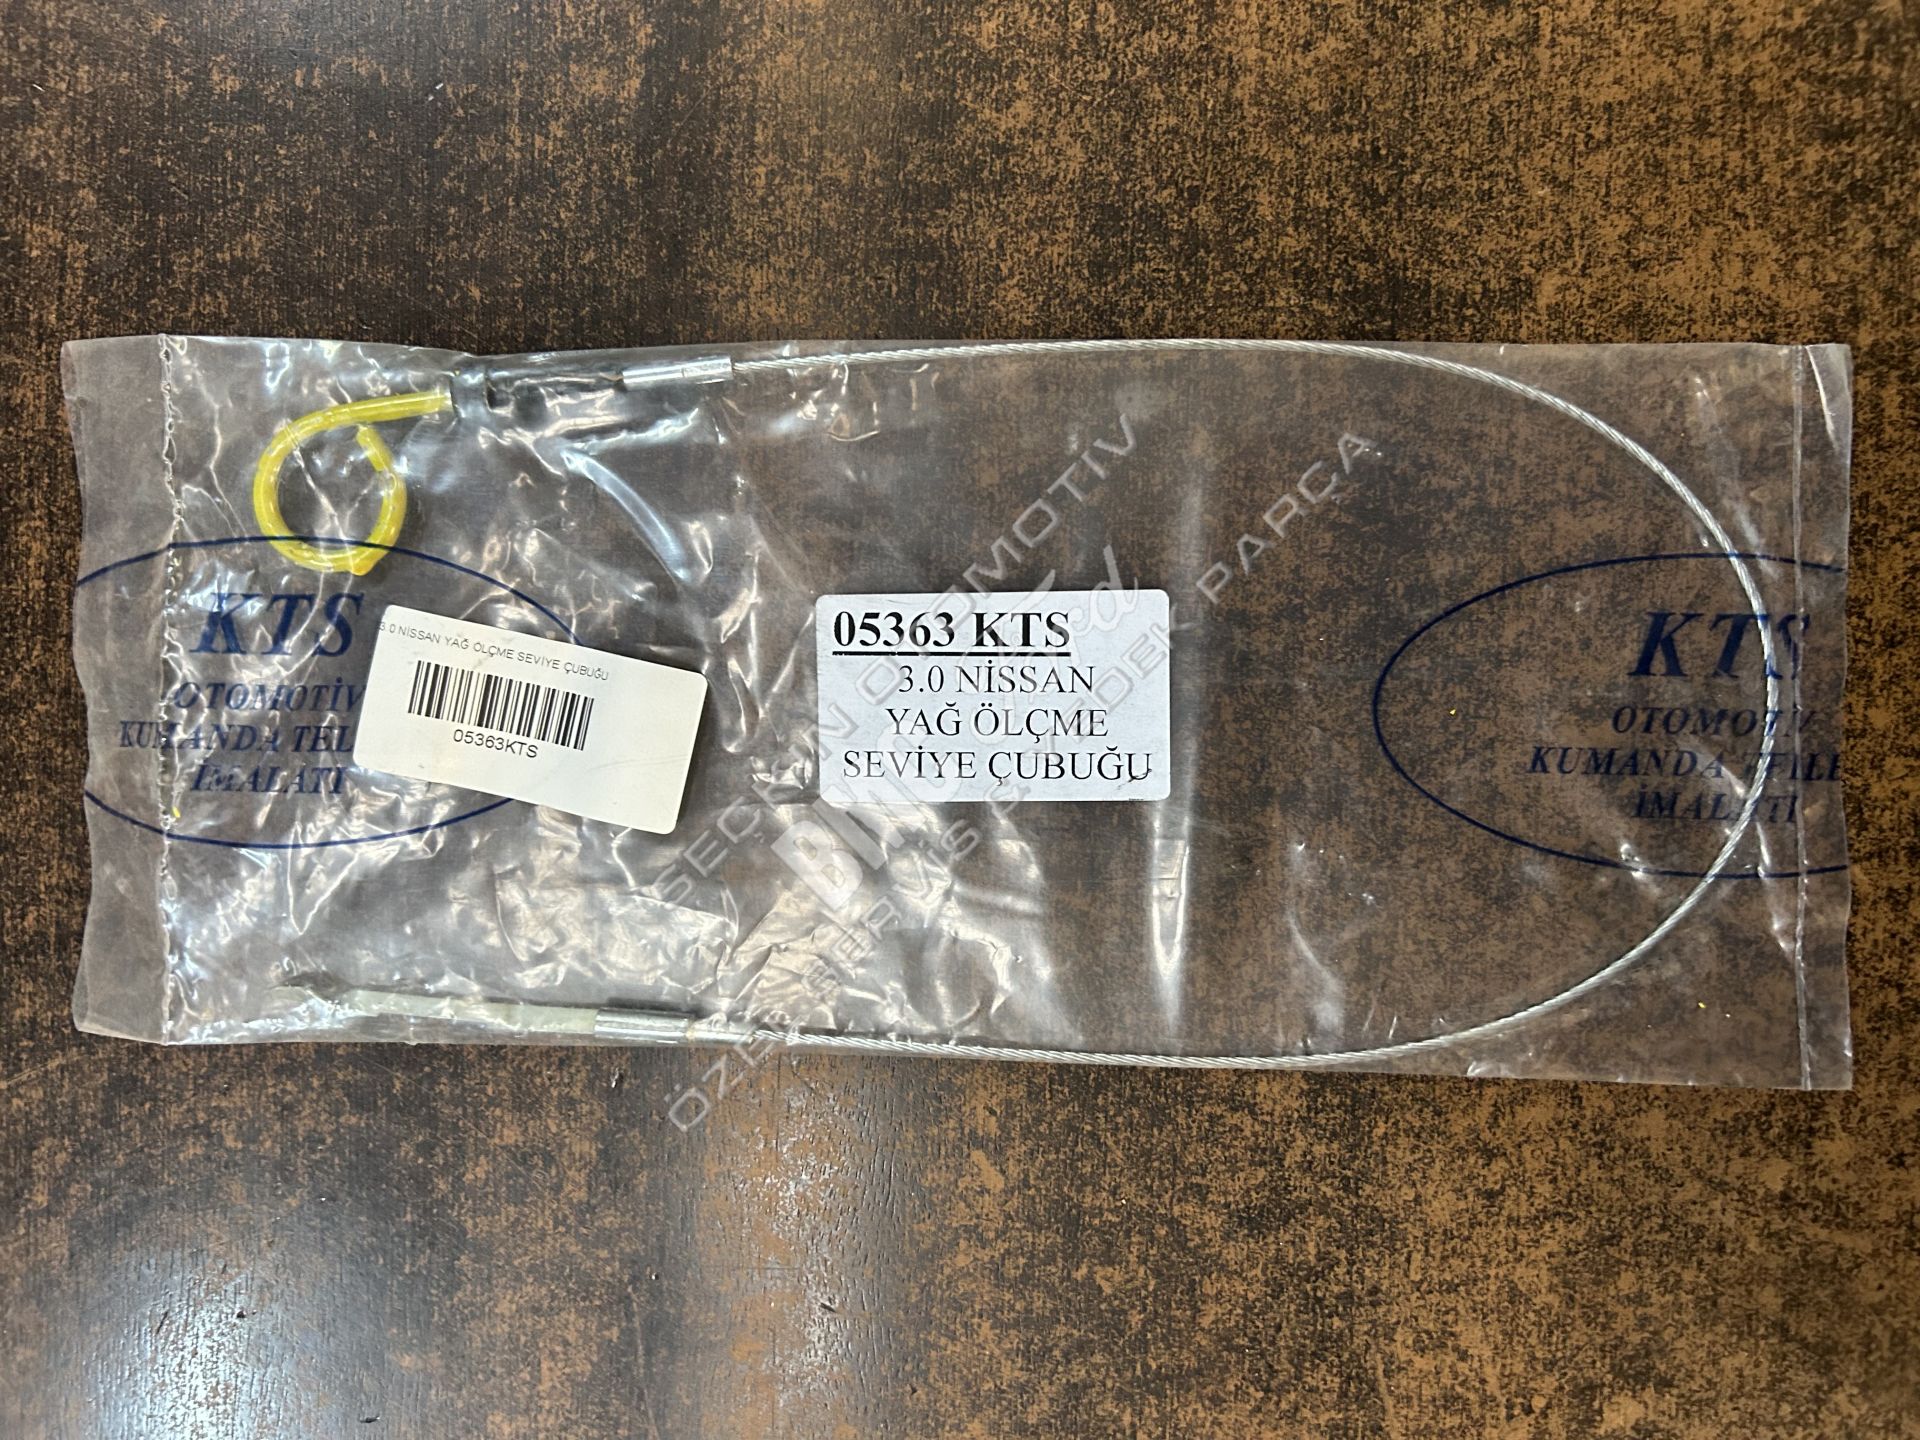 KTS
OTOMOTİV
KUMANDA TEL
İMALATI
3.0 NİSSAN YAĞ ÖLÇME SEVİYE ÇUBUĞU
05363KTS
05363 KTS
3.0 NİSSAN
YAĞ ÖLÇME
SEVİYE ÇUBUĞU
KTS
OTOMOTİV
KUMANDA TELLE
İMALATI
SEÇKİN OTOMOTİV
ÖZEL SERVİS & YEDEK PARÇA